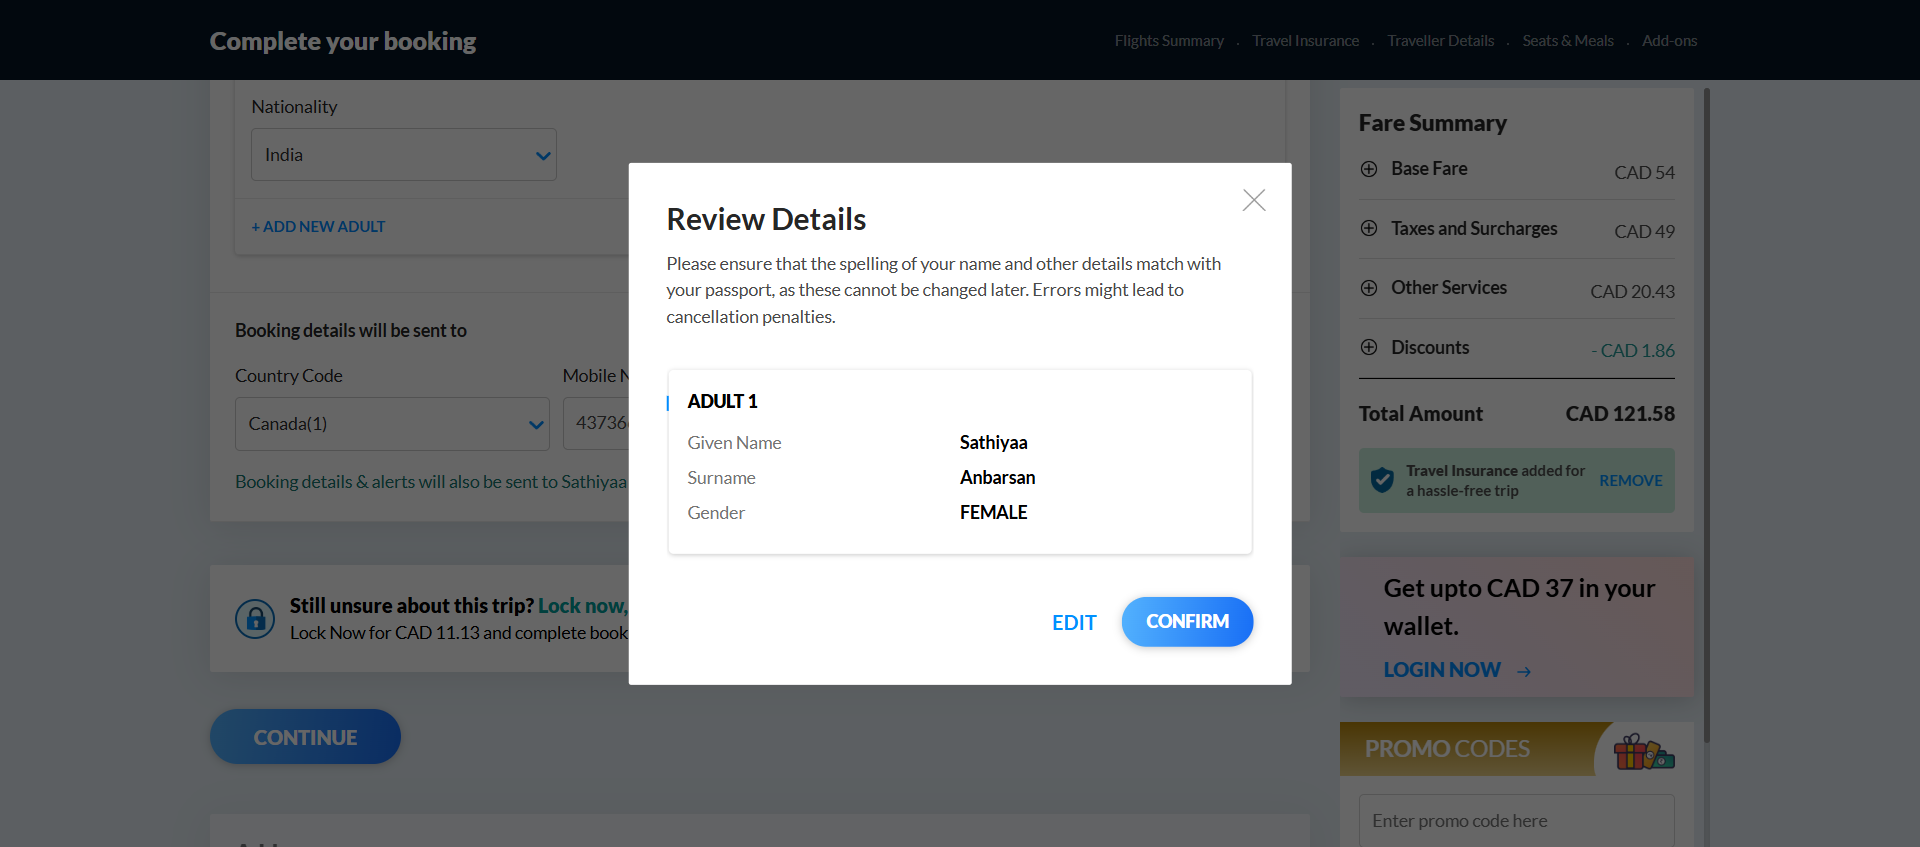 Complete your booking
Flights Summary . Travel Insurance . Traveller Details . Seats & Meals . Add-ons
Nationality
India
+ ADD NEW ADULT
Booking details will be sent to
Country Code
Mobile N
Canada(1)
43736
Booking details & alerts will also be sent to Sathiyaa
Still unsure about this trip? Lock now,
Lock Now for CAD 11.13 and complete book
CONTINUE
Review Details
Please ensure that the spelling of your name and other details match with
your passport, as these cannot be changed later. Errors might lead to
cancellation penalties.
ADULT 1
Given Name Sathiyaa
Surname Anbarsan
Gender FEMALE
EDIT CONFIRM
Fare Summary
Base Fare CAD 54
Taxes and Surcharges CAD 49
Other Services CAD 20.43
Discounts - CAD 1.86
Total Amount CAD 121.58
Travel Insurance added for
a hassle-free trip
REMOVE
Get upto CAD 37 in your
wallet.
LOGIN NOW →
PROMO CODES
Enter promo code here